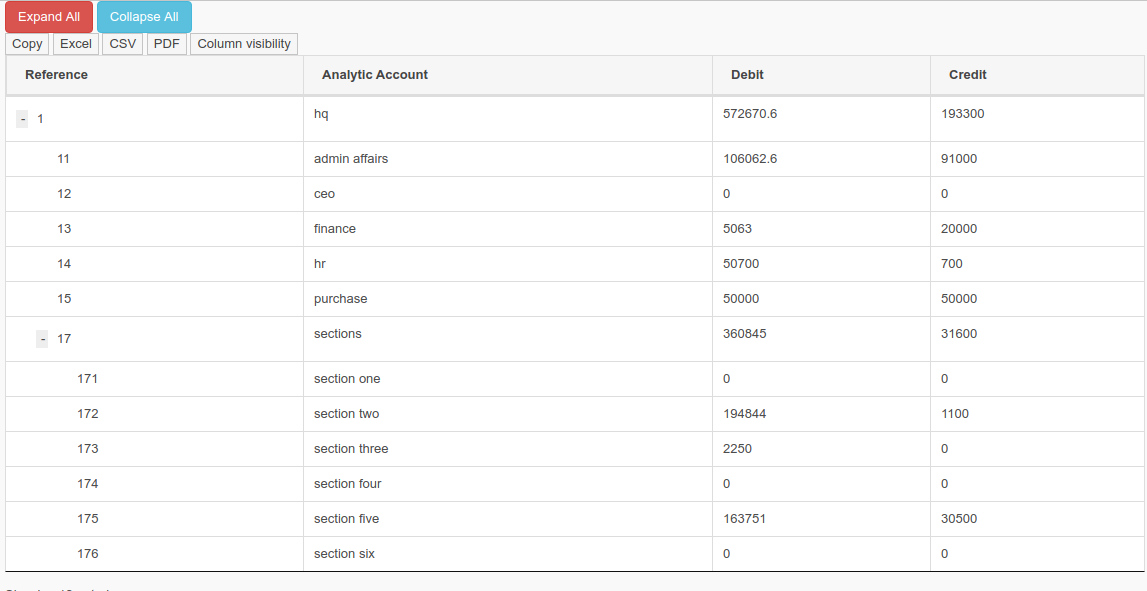 Expand All Collapse All
Copy Excel CSV PDF Column visibility
Reference Analytic Account Debit Credit
- 1 hq 572670.6 193300
11 admin affairs 106062.6 91000
12 ceo 0 0
13 finance 5063 20000
14 hr 50700 700
15 purchase 50000 50000
- 17 sections 360845 31600
171 section one 0 0
172 section two 194844 1100
173 section three 2250 0
174 section four 0 0
175 section five 163751 30500
176 section six 0 0